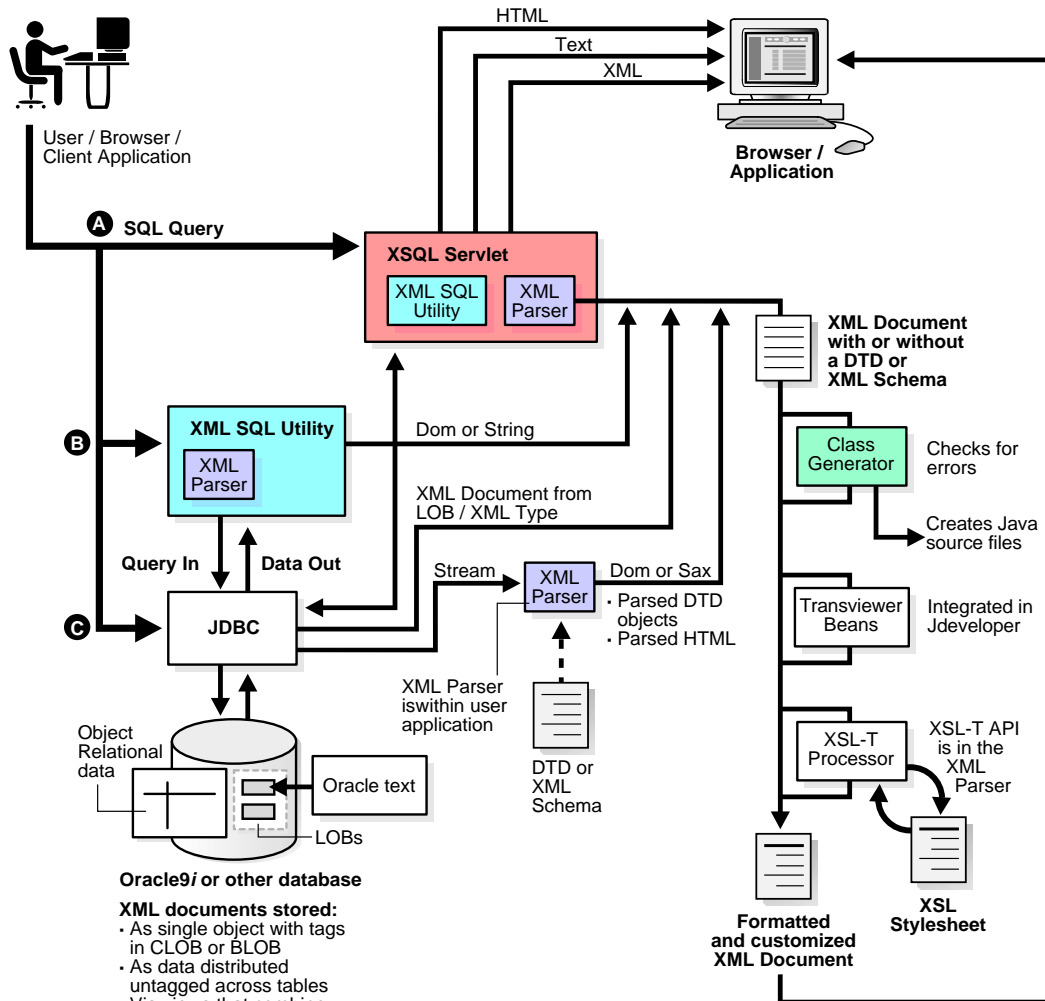 HTML
Text
XML
User / Browser /
Client Application
Browser /
Application
A SQL Query
XSQL Servlet
XML SQL
Utility
XML
Parser
XML Document
with or without
a DTD or
XML Schema
B
XML SQL Utility
XML
Parser
Dom or String
Class
Generator
Checks for
errors
XML Document from
LOB / XML Type
Creates Java
source files
Query In
Data Out
Stream
XML
Parser
Dom or Sax
· Parsed DTD
objects
· Parsed HTML
C
JDBC
Transviewer
Beans
Integrated in
Jdeveloper
XML Parser
iswithin user
application
DTD or
XML
Schema
XSL-T
Processor
XSL-T API
is in the
XML
Parser
Object
Relational
data
Oracle text
LOBs
Oracle9i or other database
XML documents stored:
· As single object with tags
in CLOB or BLOB
· As data distributed
untagged across tables
Formatted
and customized
XML Document
XSL
Stylesheet